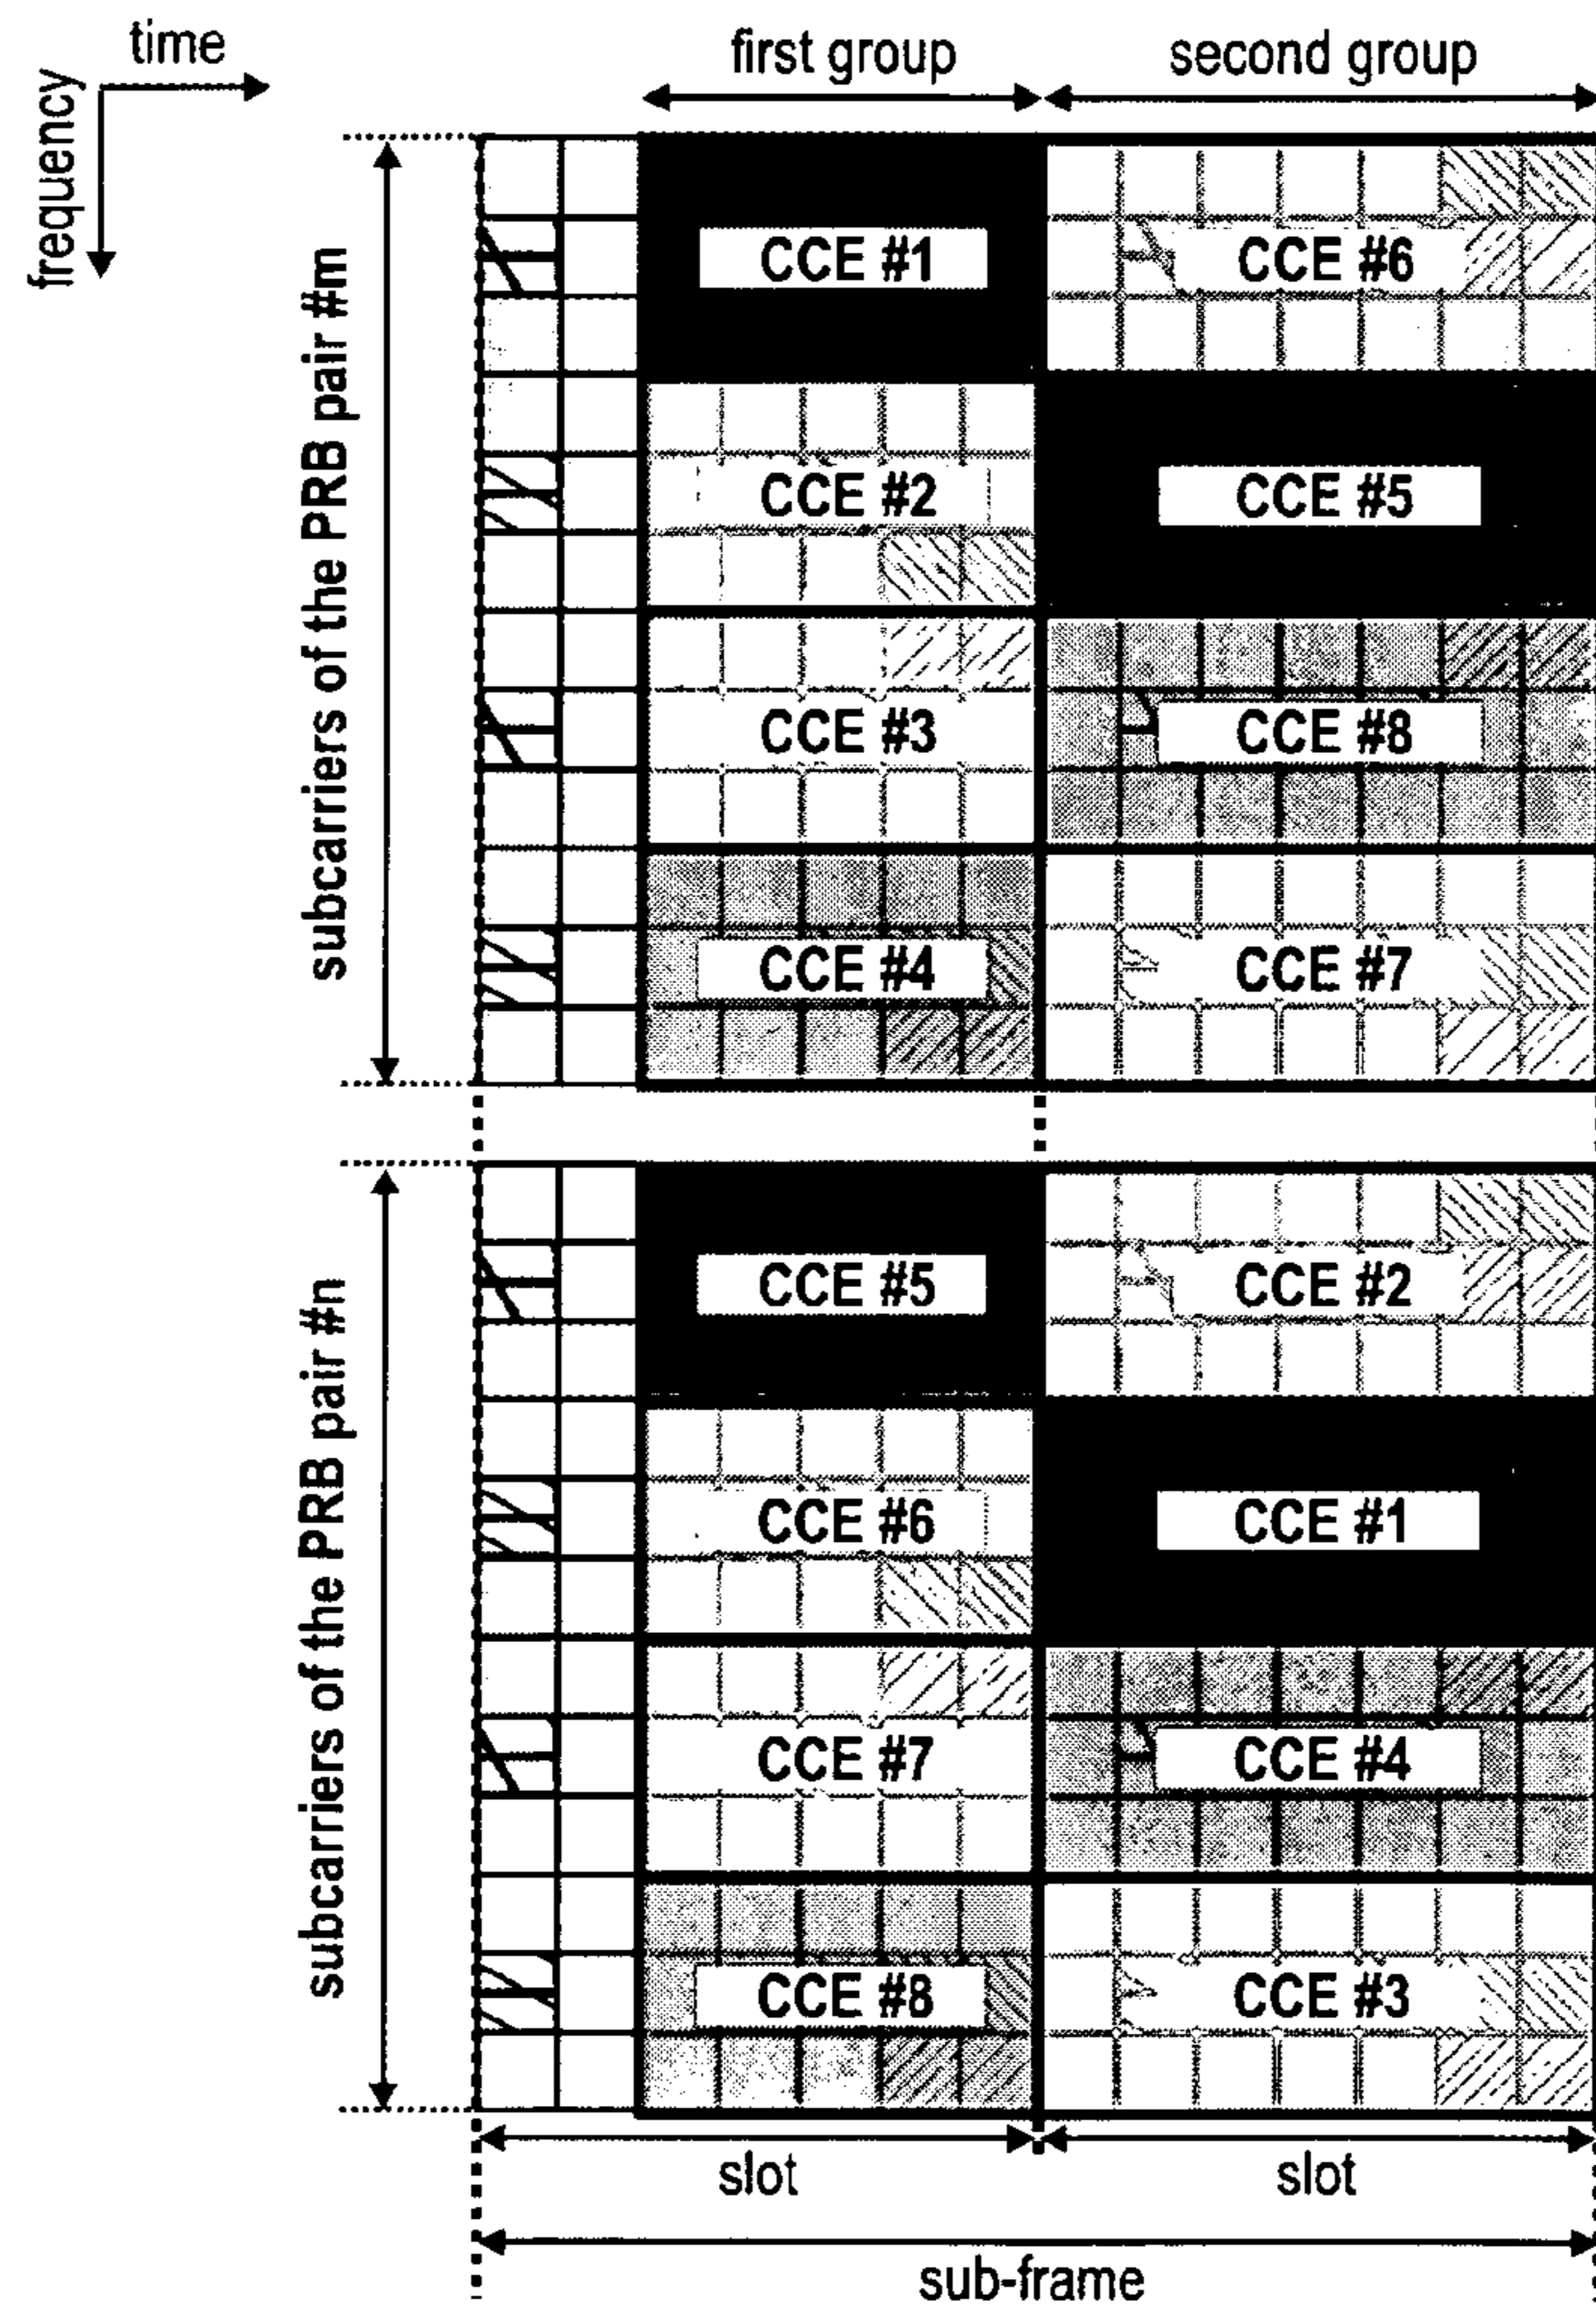 time
frequency
first group
second group
subcarriers of the PRB pair #m
CCE #1
CCE #6
CCE #2
CCE #5
CCE #3
CCE #8
CCE #4
CCE #7
subcarriers of the PRB pair #n
CCE #5
CCE #2
CCE #6
CCE #1
CCE #7
CCE #4
CCE #8
CCE #3
slot
slot
sub-frame